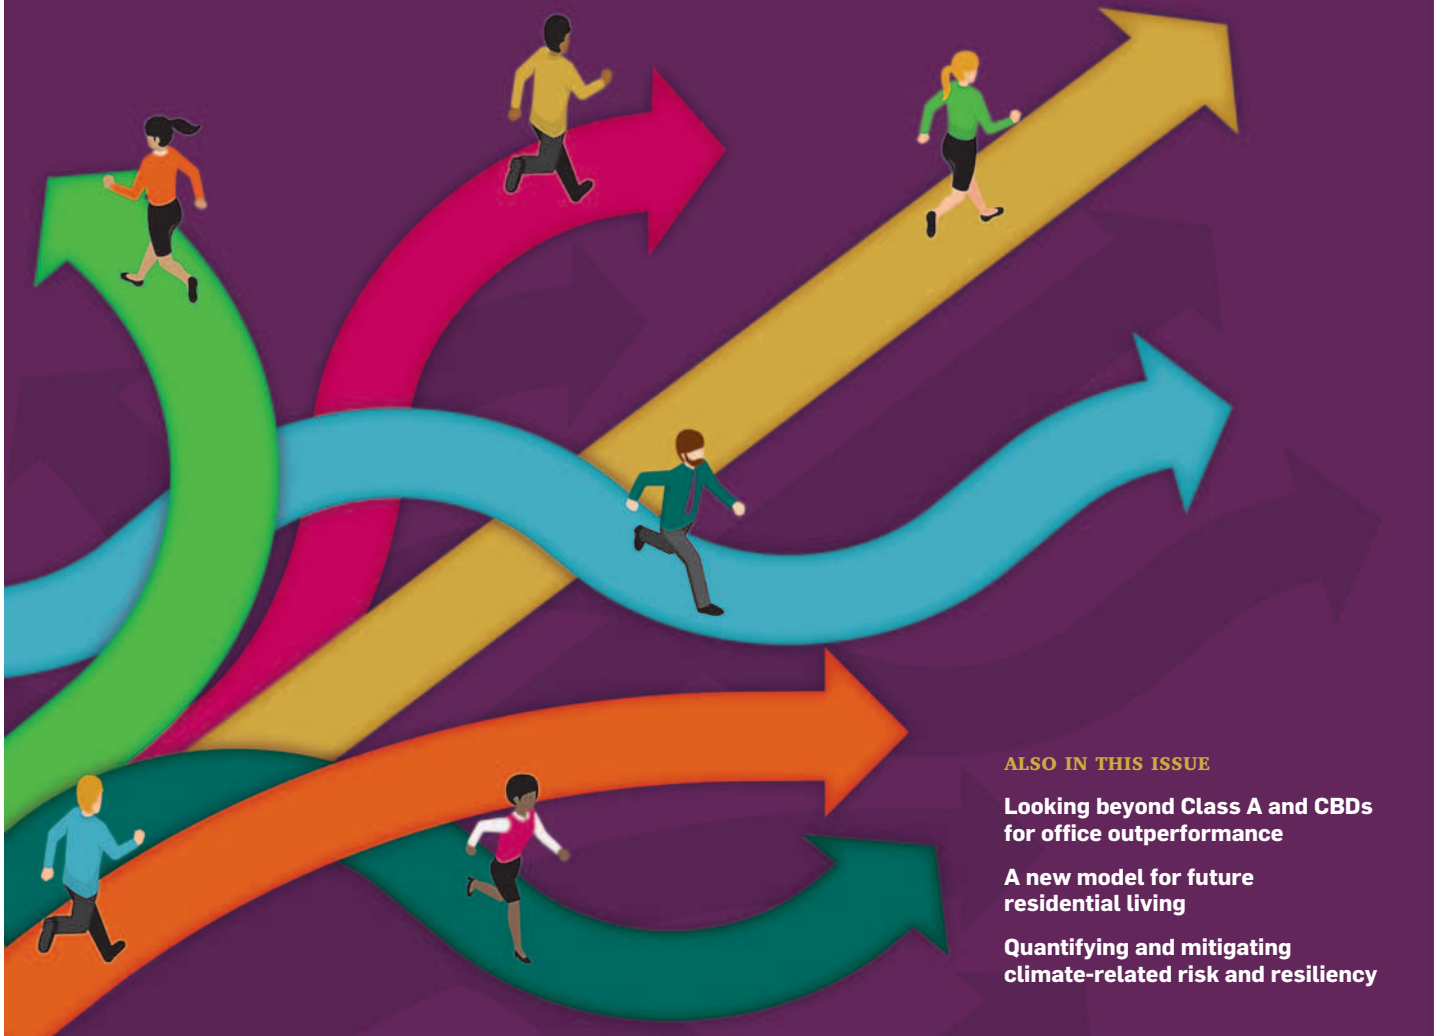 ALSO IN THIS ISSUE
Looking beyond Class A and CBDs
for office outperformance
A new model for future
residential living
Quantifying and mitigating
climate-related risk and resiliency